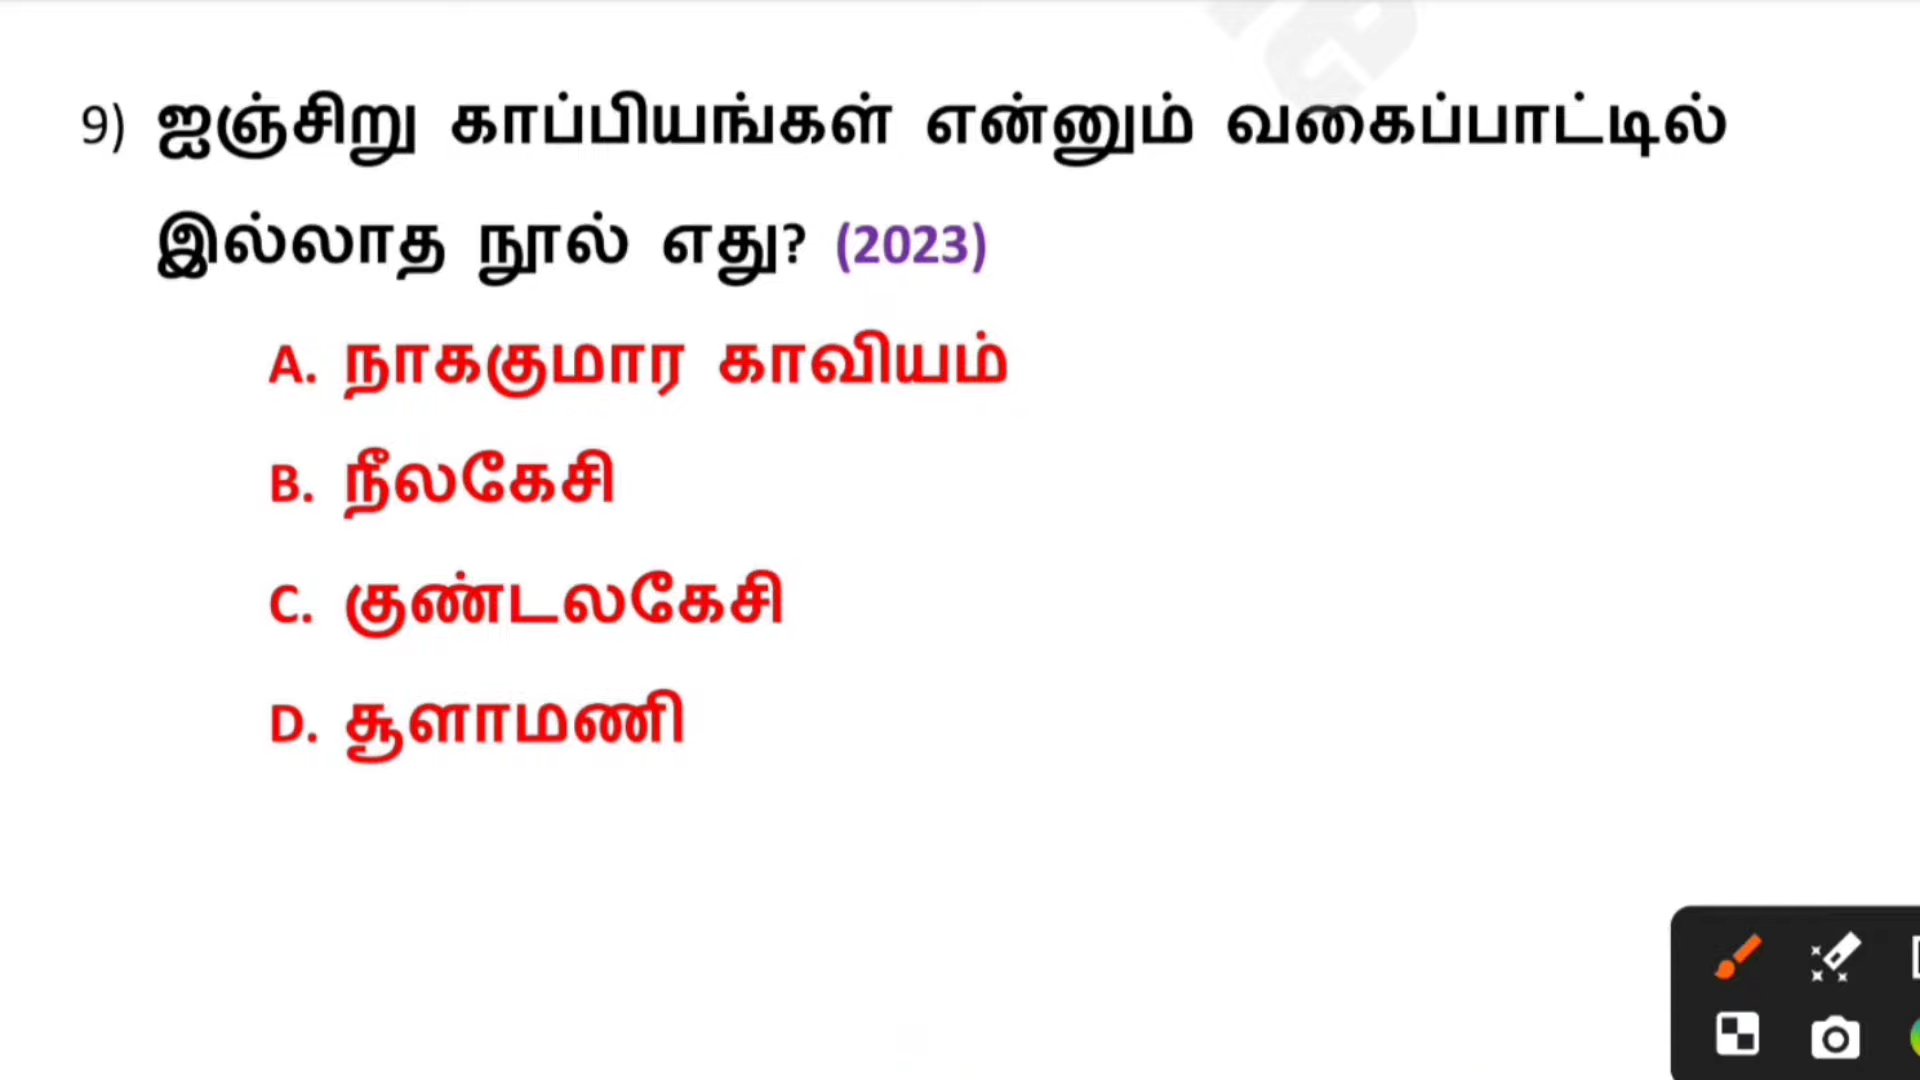 9) ஐஞ்சிறு காப்பியங்கள் என்னும் வகைப்பாட்டில்
இல்லாத நூல் எது? (2023)
A. நாககுமார காவியம்
B. நீலகேசி
C. குண்டலகேசி
D. சூளாமணி